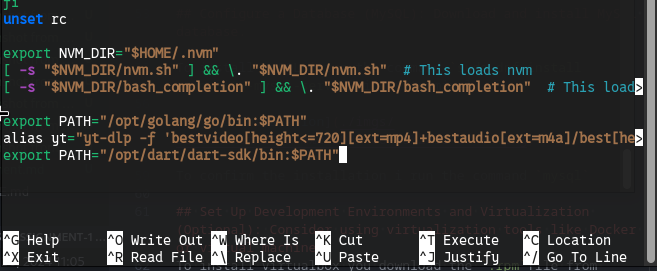 fi
unset rc
export NVM_DIR="$HOME/.nvm"
[ -s "$NVM_DIR/nvm.sh" ] && \. "$NVM_DIR/nvm.sh"  # This loads nvm
[ -s "$NVM_DIR/bash_completion" ] && \. "$NVM_DIR/bash_completion"  # This load>
export PATH="/opt/golang/go/bin:$PATH"
alias yt="yt-dlp -f 'bestvideo[height<=720][ext=mp4]+bestaudio[ext=m4a]/best[he>
export PATH="/opt/dart/dart-sdk/bin:$PATH"
## Set Up Development Environments and Virtualization
^G Help ^O Write Out ^W Where Is ^K Cut ^T Execute ^C Location
^X Exit ^R Read File ^\ Replace ^U Paste ^J Justify ^/ Go To Line